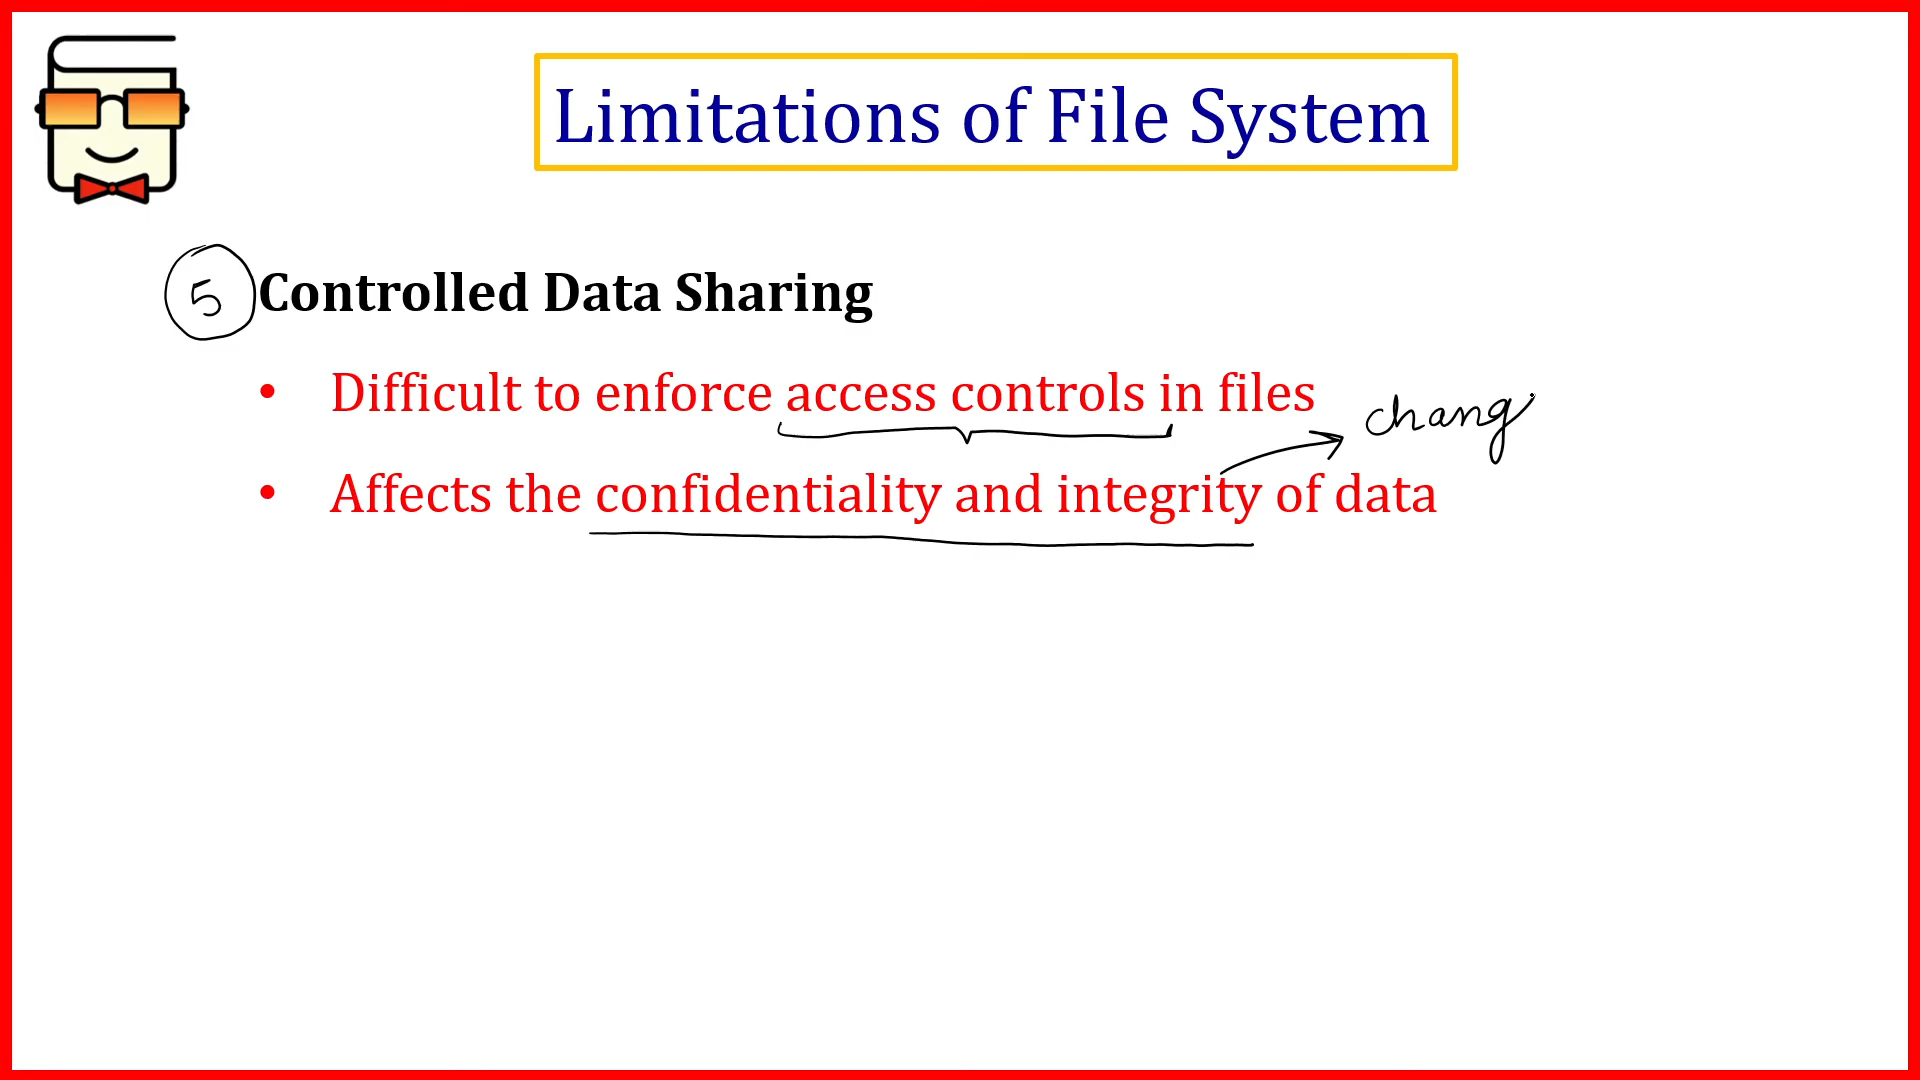 Limitations of File System
5 Controlled Data Sharing
• Difficult to enforce access controls in files
chang
• Affects the confidentiality and integrity of data